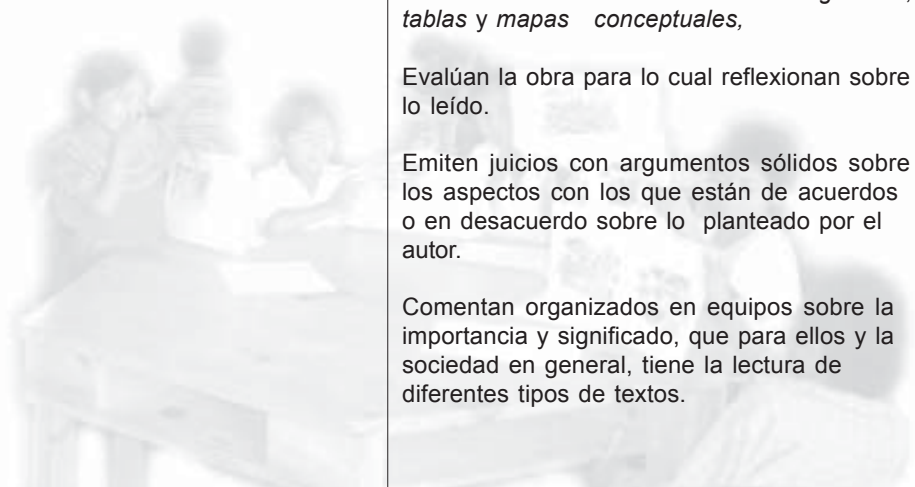 tablas y mapas conceptuales,
Evalúan la obra para lo cual reflexionan sobre
lo leído.
Emiten juicios con argumentos sólidos sobre
los aspectos con los que están de acuerdos
o en desacuerdo sobre lo planteado por el
autor.
Comentan organizados en equipos sobre la
importancia y significado, que para ellos y la
sociedad en general, tiene la lectura de
diferentes tipos de textos.